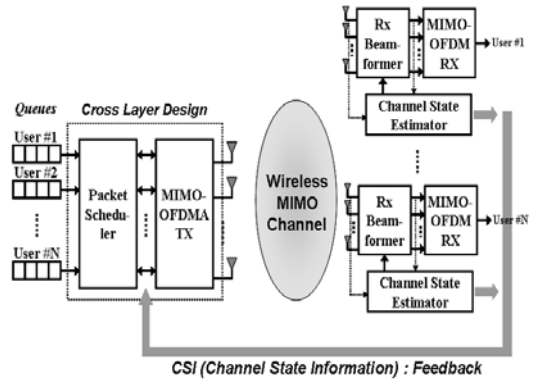 Queues
User #1
User #2
User #N
Cross Layer Design
Packet
Schedu-
ler
MIMO-
OFDMA
TX
Wireless
MIMO
Channel
Rx
Beam-
former
MIMO-
OFDM
RX
User #1
Channel State
Estimator
Rx
Beam-
former
MIMO-
OFDM
RX
User #N
Channel State
Estimator
CSI (Channel State Information) : Feedback